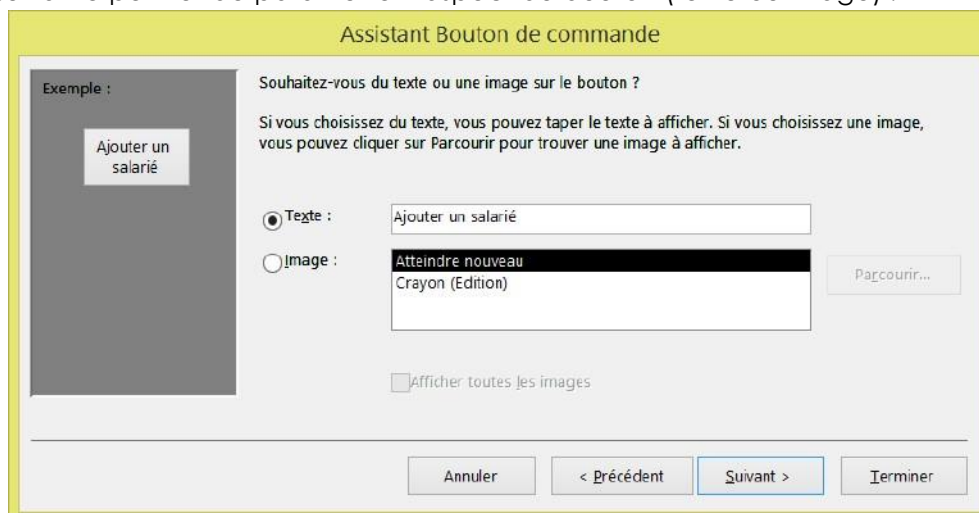 Assistant Bouton de commande
Exemple :
Ajouter un
salarié
Souhaitez-vous du texte ou une image sur le bouton ?
Si vous choisissez du texte, vous pouvez taper le texte à afficher. Si vous choisissez une image,
vous pouvez cliquer sur Parcourir pour trouver une image à afficher.
Texte :
Ajouter un salarié
Image :
Atteindre nouveau
Crayon (Edition)
Parcourir...
Afficher toutes les images
Annuler
< Précédent
Suivant >
Terminer